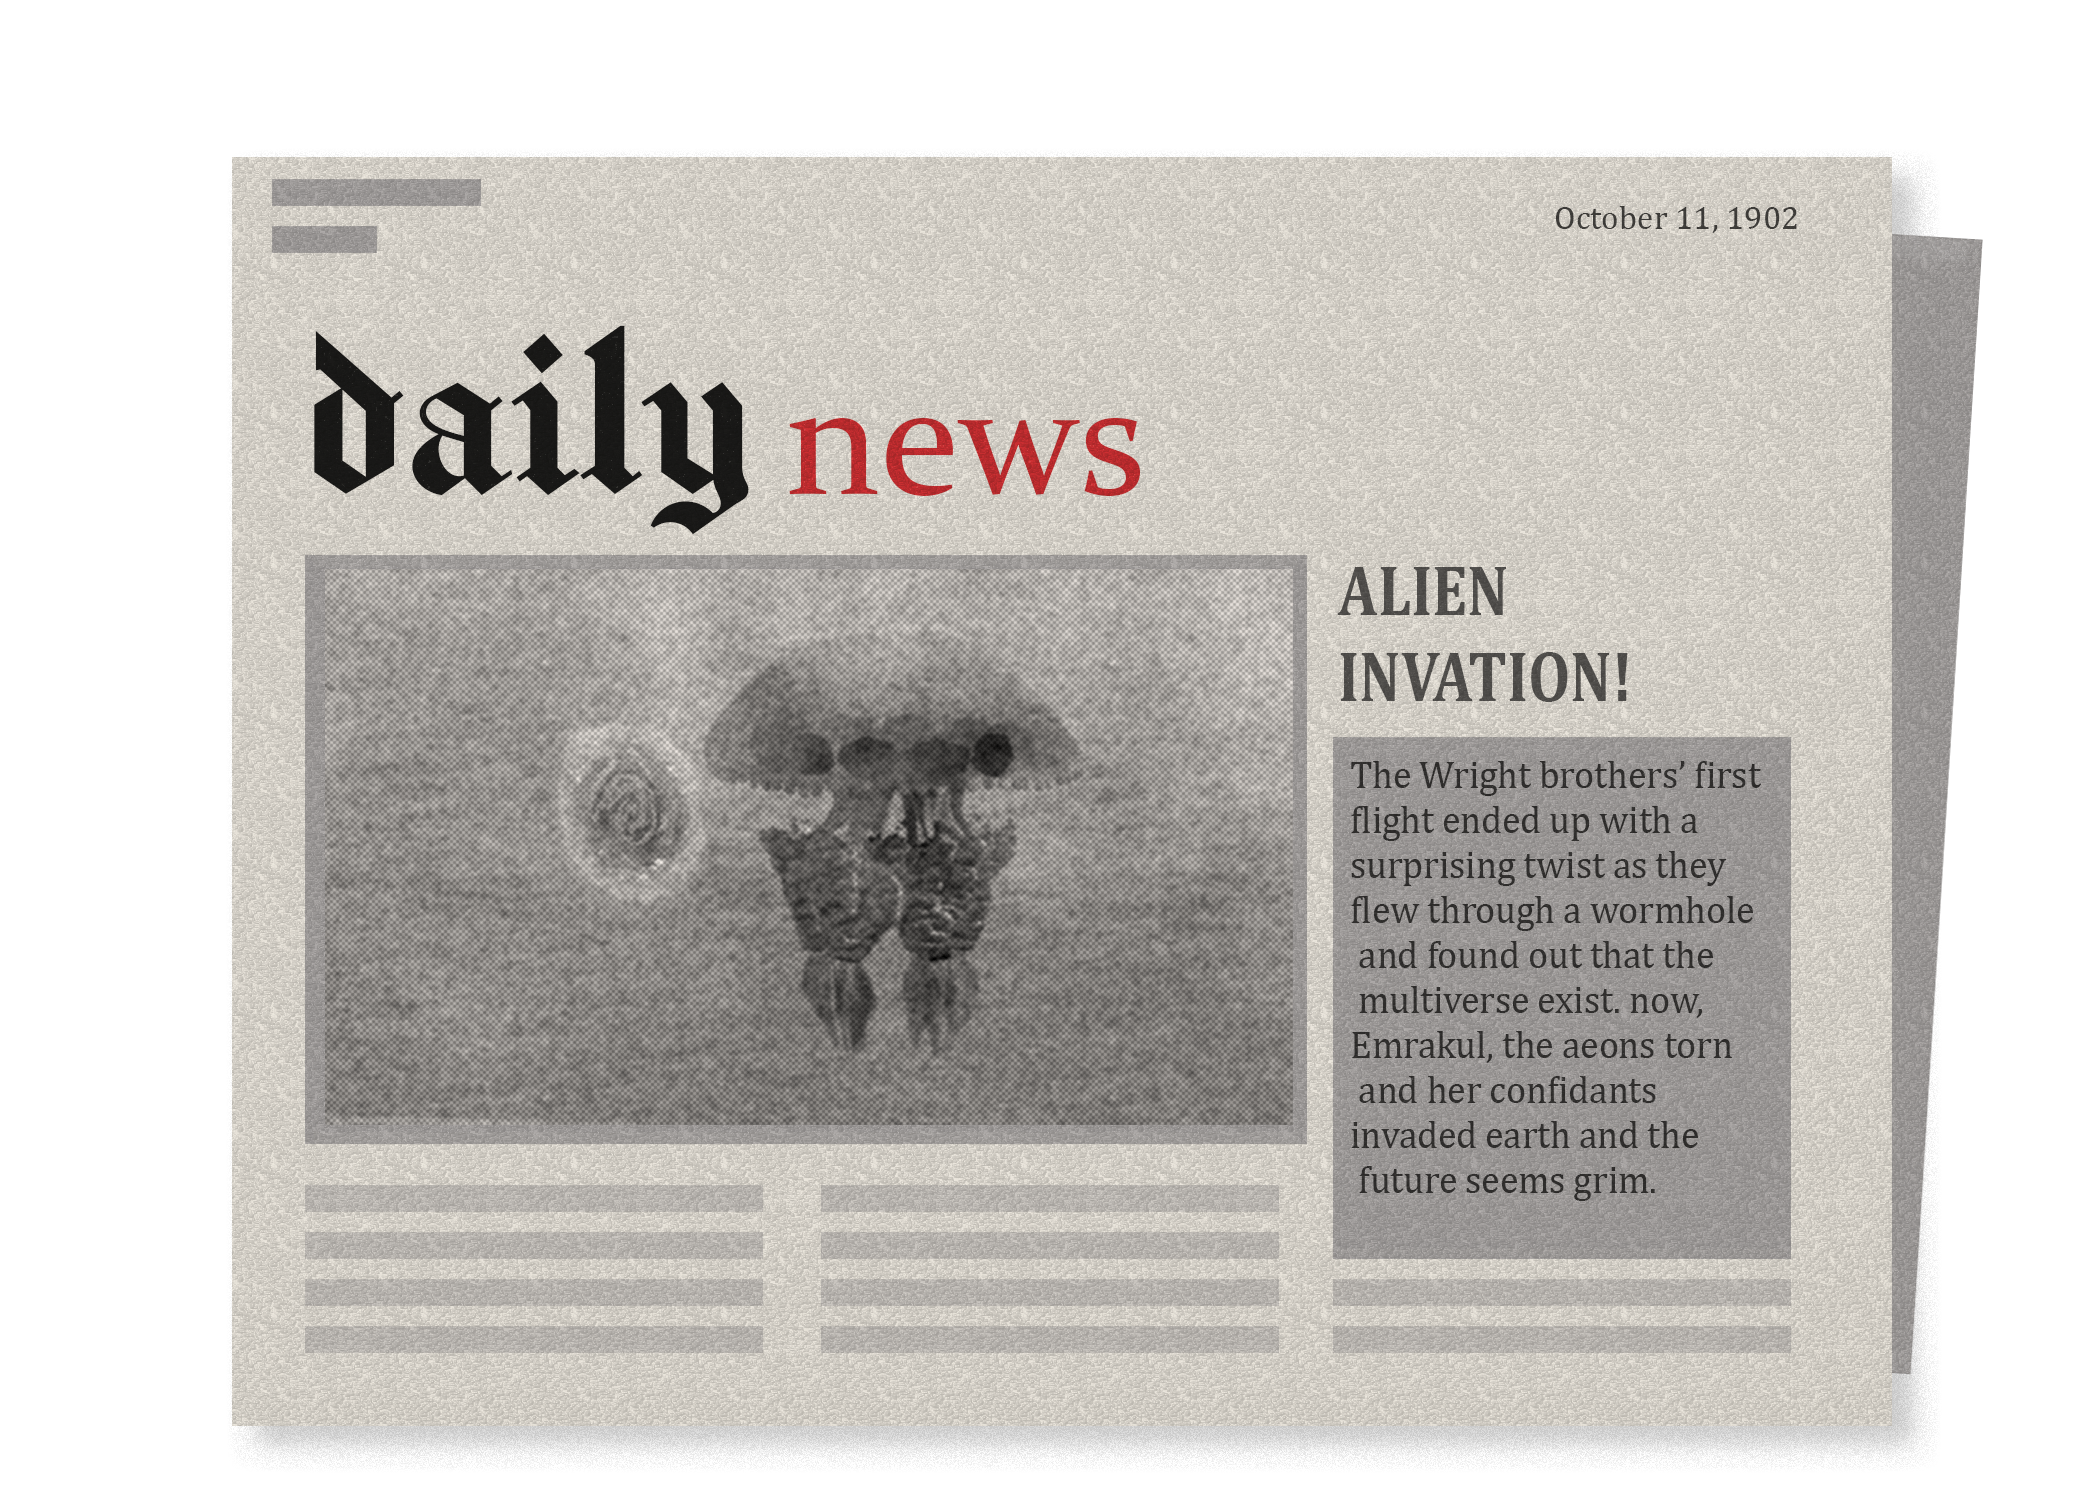 October 11, 1902
daily news
ALIEN
INVATION!
The Wright brothers’ first
flight ended up with a
surprising twist as they
flew through a wormhole
and found out that the
multiverse exist. now,
Emrakul, the aeons torn
and her confidants
invaded earth and the
future seems grim.